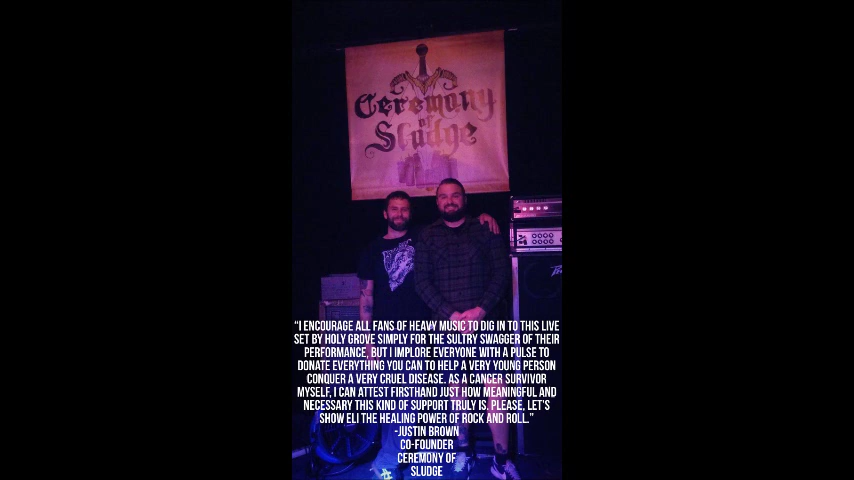 Ceremony
of
Sludge
"I ENCOURAGE ALL FANS OF HEAVY MUSIC TO DIG IN TO THIS LIVE
SET BY HOLY GROVE SIMPLY FOR THE SULTRY SWAGGER OF THEIR
PERFORMANCE, BUT I IMPLORE EVERYONE WITH A PULSE TO
DONATE EVERYTHING YOU CAN TO HELP A VERY YOUNG PERSON
CONQUER A VERY CRUEL DISEASE. AS A CANCER SURVIVOR
MYSELF, I CAN ATTEST FIRSTHAND JUST HOW MEANINGFUL AND
NECESSARY THIS KIND OF SUPPORT TRULY IS. PLEASE, LET'S
SHOW ELI THE HEALING POWER OF ROCK AND ROLL."
-JUSTIN BROWN
CO-FOUNDER
CEREMONY OF
SLUDGE